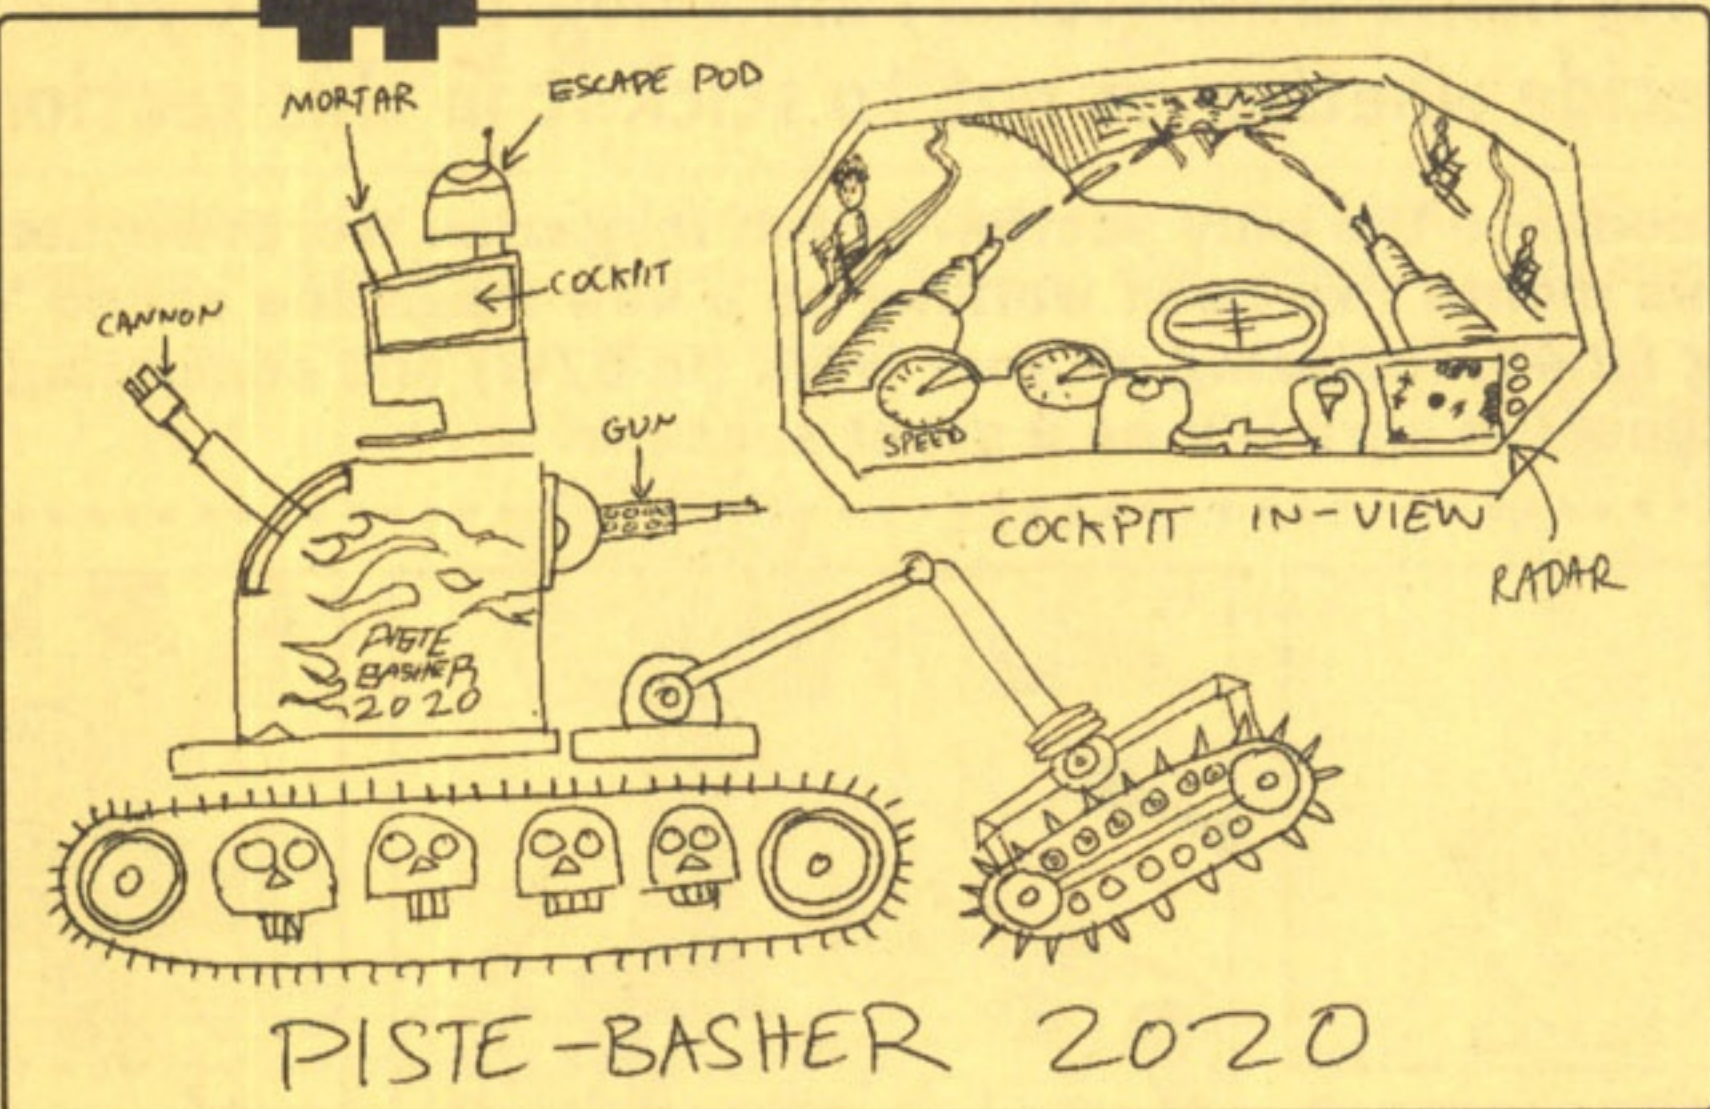 MORTAR
ESCAPE POD
COCKPIT
CANNON
GUN
SPEED
COCKPIT IN-VIEW
RADAR
PISTE
BASHER
2020
PISTE-BASHER 2020